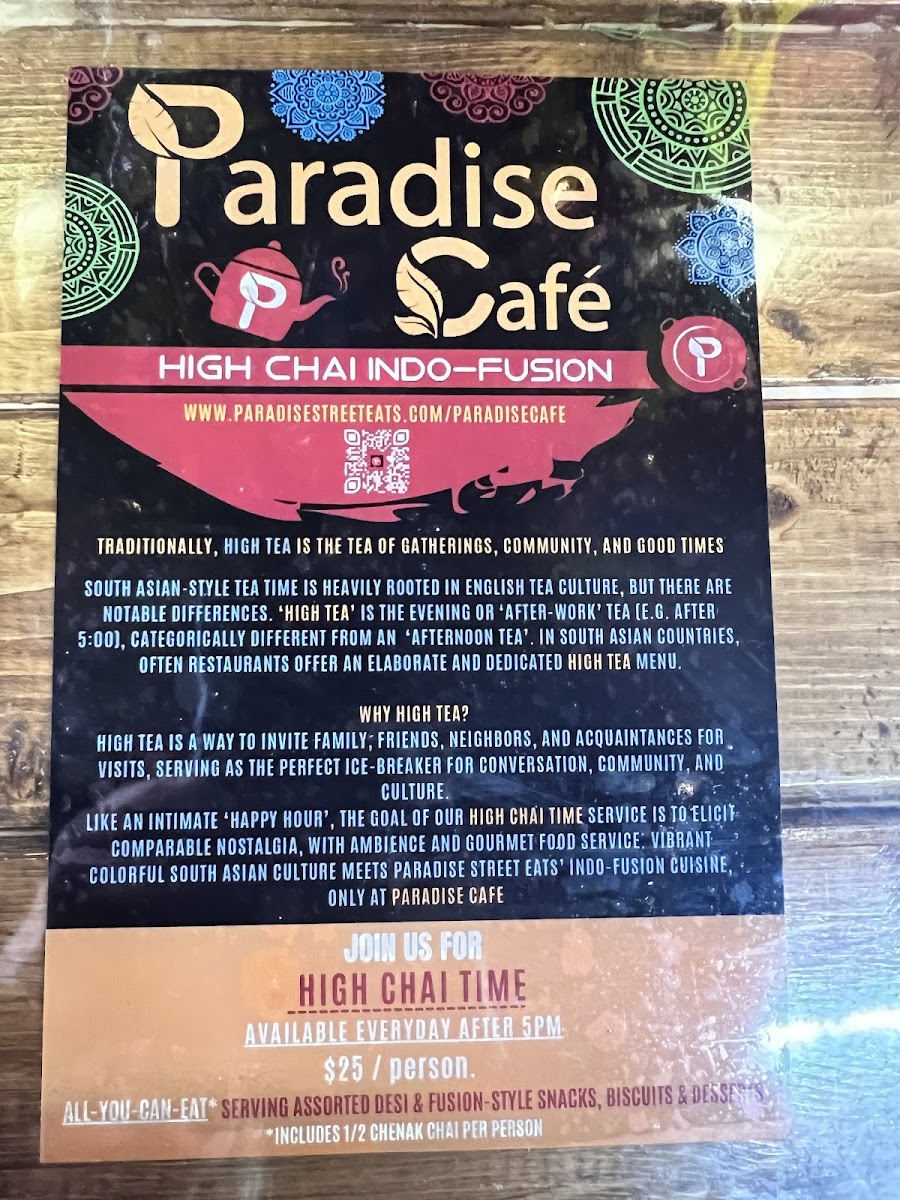 Paradise
Café
P
HIGH CHAI INDO-FUSION
P
WWW.PARADISESTREETEATS.COM/PARADISECAFE
TRADITIONALLY, HIGH TEA IS THE TEA OF GATHERINGS, COMMUNITY, AND GOOD TIMES
SOUTH ASIAN-STYLE TEA TIME IS HEAVILY ROOTED IN ENGLISH TEA CULTURE, BUT THERE ARE
NOTABLE DIFFERENCES. 'HIGH TEA' IS THE EVENING OR 'AFTER-WORK' TEA (E.G. AFTER
5:00), CATEGORICALLY DIFFERENT FROM AN 'AFTERNOON TEA'. IN SOUTH ASIAN COUNTRIES,
OFTEN RESTAURANTS OFFER AN ELABORATE AND DEDICATED HIGH TEA MENU.
WHY HIGH TEA?
HIGH TEA IS A WAY TO INVITE FAMILY, FRIENDS, NEIGHBORS, AND ACQUAINTANCES FOR
VISITS, SERVING AS THE PERFECT ICE-BREAKER FOR CONVERSATION, COMMUNITY, AND
CULTURE.
LIKE AN INTIMATE 'HAPPY HOUR', THE GOAL OF OUR HIGH CHAI TIME SERVICE IS TO ELICIT
COMPARABLE NOSTALGIA, WITH AMBIENCE AND GOURMET FOOD SERVICE. VIBRANT
COLORFUL SOUTH ASIAN CULTURE MEETS PARADISE STREET EATS' INDO-FUSION CUISINE,
ONLY AT PARADISE CAFE
JOIN US FOR
HIGH CHAI TIME
AVAILABLE EVERYDAY AFTER 5PM
$25 / person.
ALL-YOU-CAN-EAT* SERVING ASSORTED DESI & FUSION-STYLE SNACKS, BISCUITS & DESSERTS
*INCLUDES 1/2 CHENAK CHAI PER PERSON